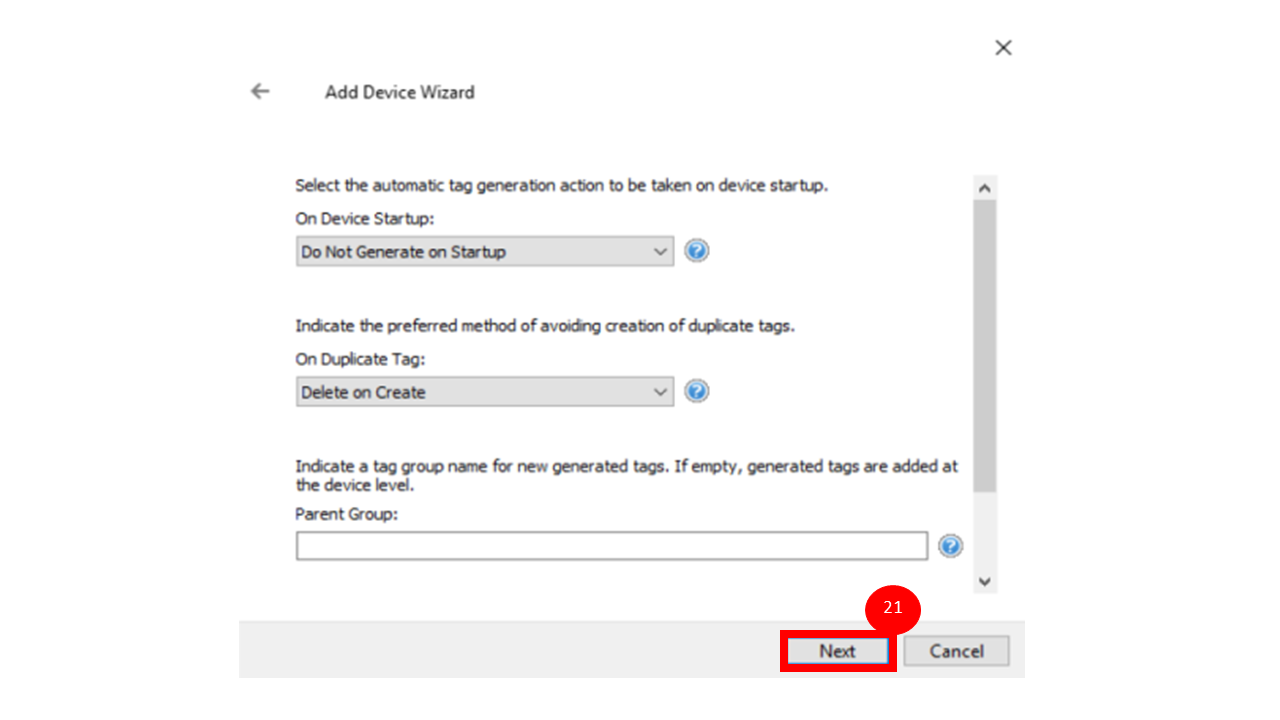 Add Device Wizard
Select the automatic tag generation action to be taken on device startup.
On Device Startup:
Do Not Generate on Startup
Indicate the preferred method of avoiding creation of duplicate tags.
On Duplicate Tag:
Delete on Create
Indicate a tag group name for new generated tags. If empty, generated tags are added at
the device level.
Parent Group:
21
Next
Cancel